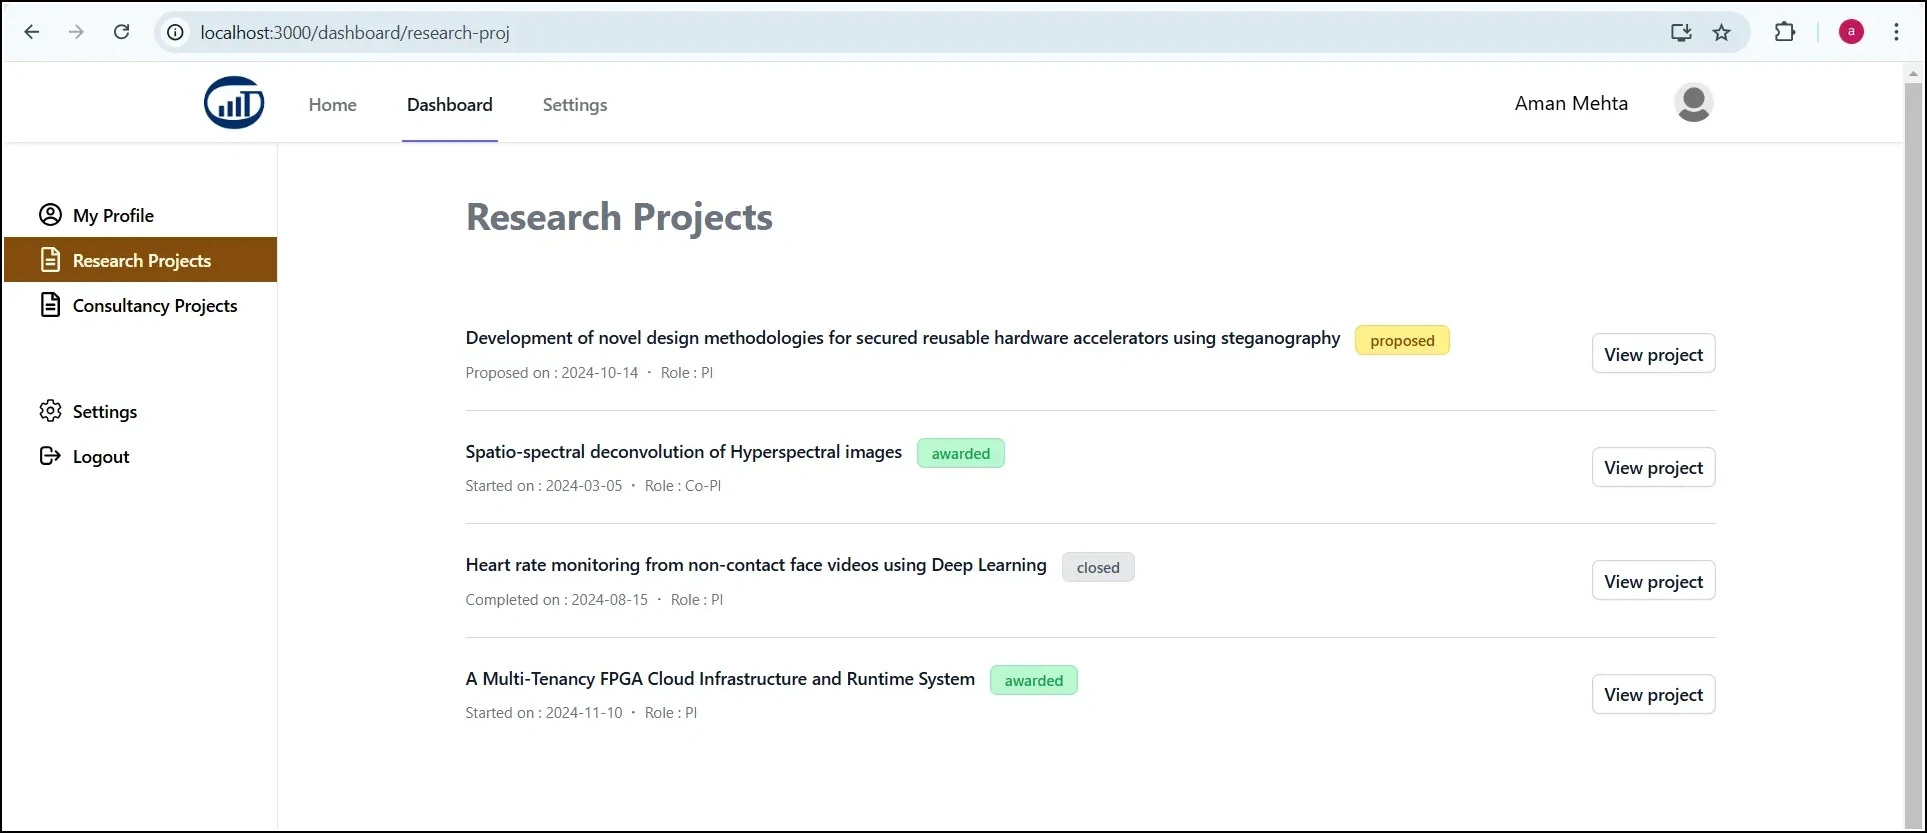 localhost:3000/dashboard/research-proj
a
Home Dashboard Settings Aman Mehta
My Profile
Research Projects
Consultancy Projects
Settings
Logout
Research Projects
Development of novel design methodologies for secured reusable hardware accelerators using steganography proposed
Proposed on : 2024-10-14 · Role : PI
View project
Spatio-spectral deconvolution of Hyperspectral images awarded
Started on : 2024-03-05 · Role : Co-PI
View project
Heart rate monitoring from non-contact face videos using Deep Learning closed
Completed on : 2024-08-15 · Role : PI
View project
A Multi-Tenancy FPGA Cloud Infrastructure and Runtime System awarded
Started on : 2024-11-10 · Role : PI
View project